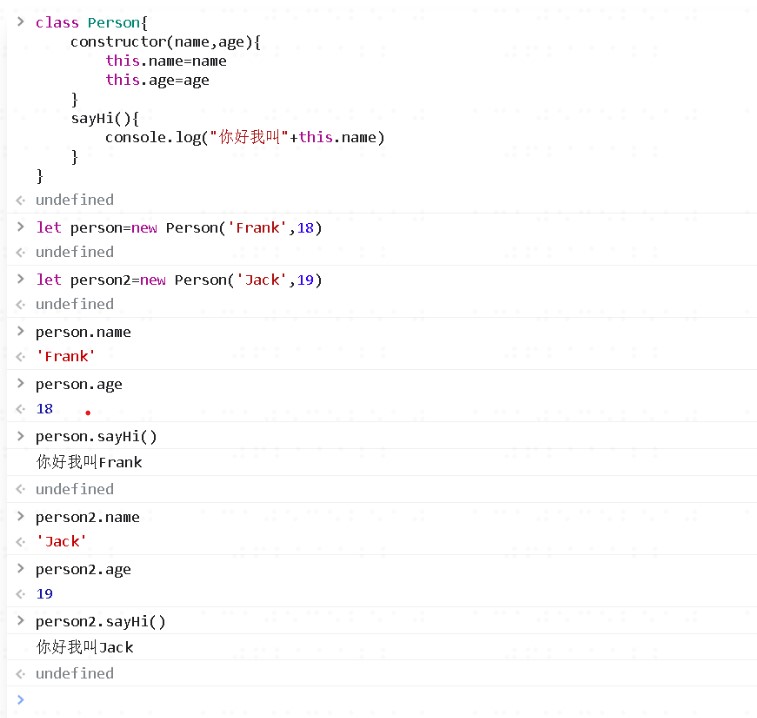 > class Person{
    constructor(name,age){
        this.name=name
        this.age=age
    }
    sayHi(){
        console.log("你好我叫"+this.name)
    }
}
undefined
> let person=new Person('Frank',18)
undefined
> let person2=new Person('Jack',19)
undefined
> person.name
'Frank'
> person.age
18
> person.sayHi()
你好我叫Frank
undefined
> person2.name
'Jack'
> person2.age
19
> person2.sayHi()
你好我叫Jack
undefined
>